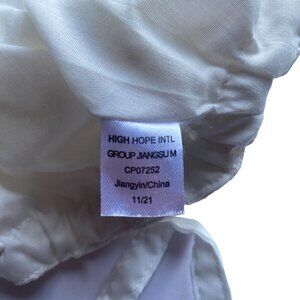 HIGH HOPE INTL
GROUP JIANGSU M
CP07252
Jiangyin/China
11/21